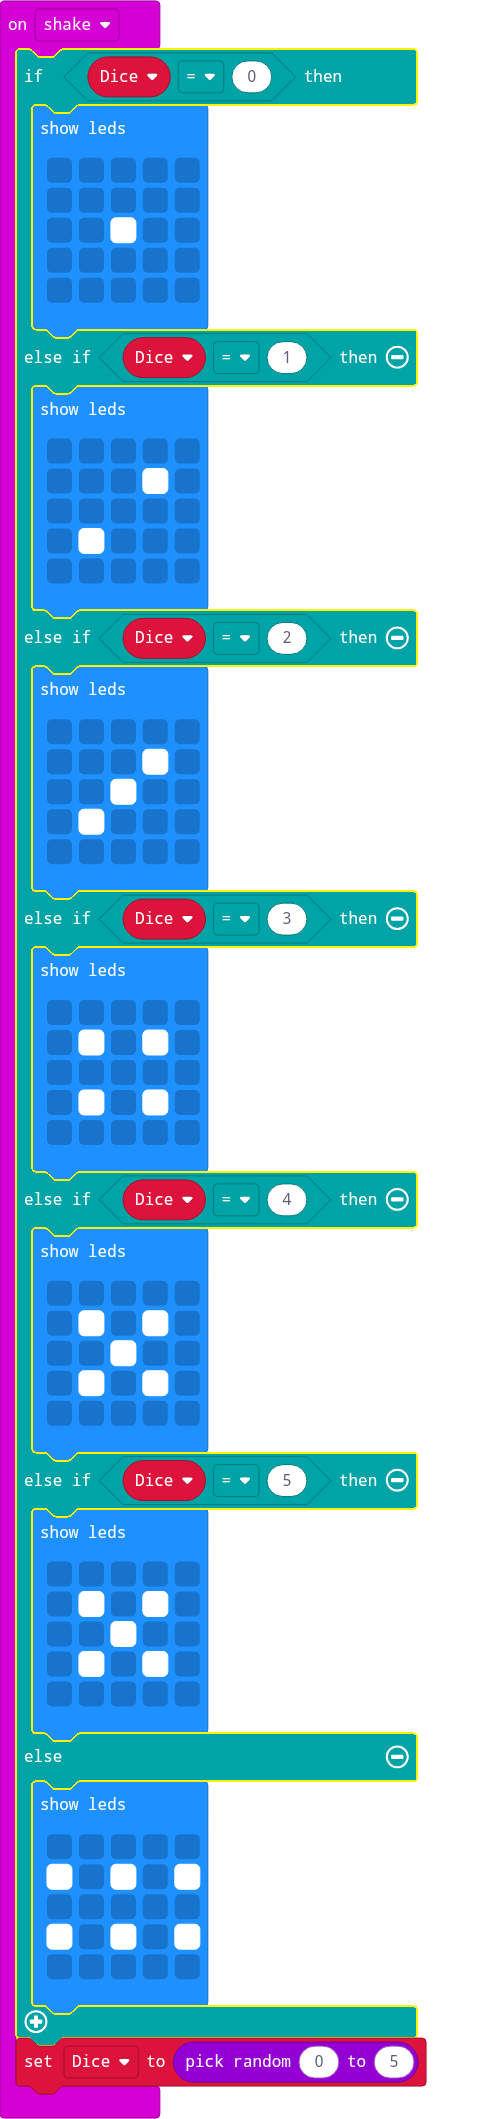 on shake
if Dice = 0 then
show leds
else if Dice = 1 then
show leds
else if Dice = 2 then
show leds
else if Dice = 3 then
show leds
else if Dice = 4 then
show leds
else if Dice = 5 then
show leds
else
show leds
set Dice to pick random 0 to 5